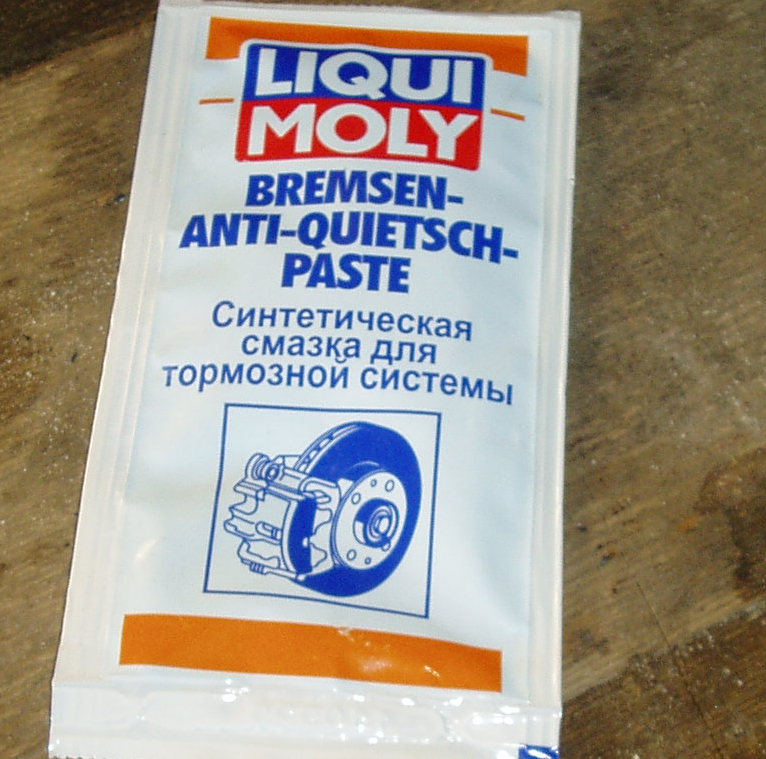 LIQUI
MOLY
BREMSEN-
ANTI-QUIETSCH-
PASTE
Синтетическая
смазка для
тормозной системы